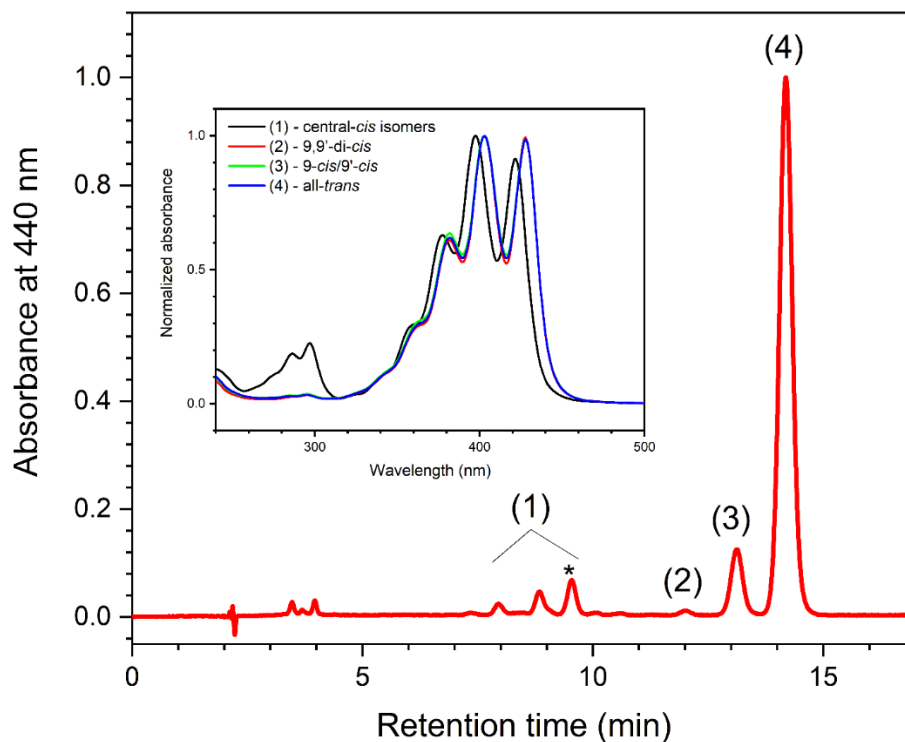 (4)
(1) - central-cis isomers
(2) - 9,9'-di-cis
(3) - 9-cis/9'-cis
(4) - all-trans
1.0
0.5
0.0
Normalized absorbance
300
400
500
Wavelength (nm)
1.0
0.8
0.6
0.4
0.2
0.0
Absorbance at 440 nm
(1)
*
(2)
(3)
0
5
10
15
Retention time (min)